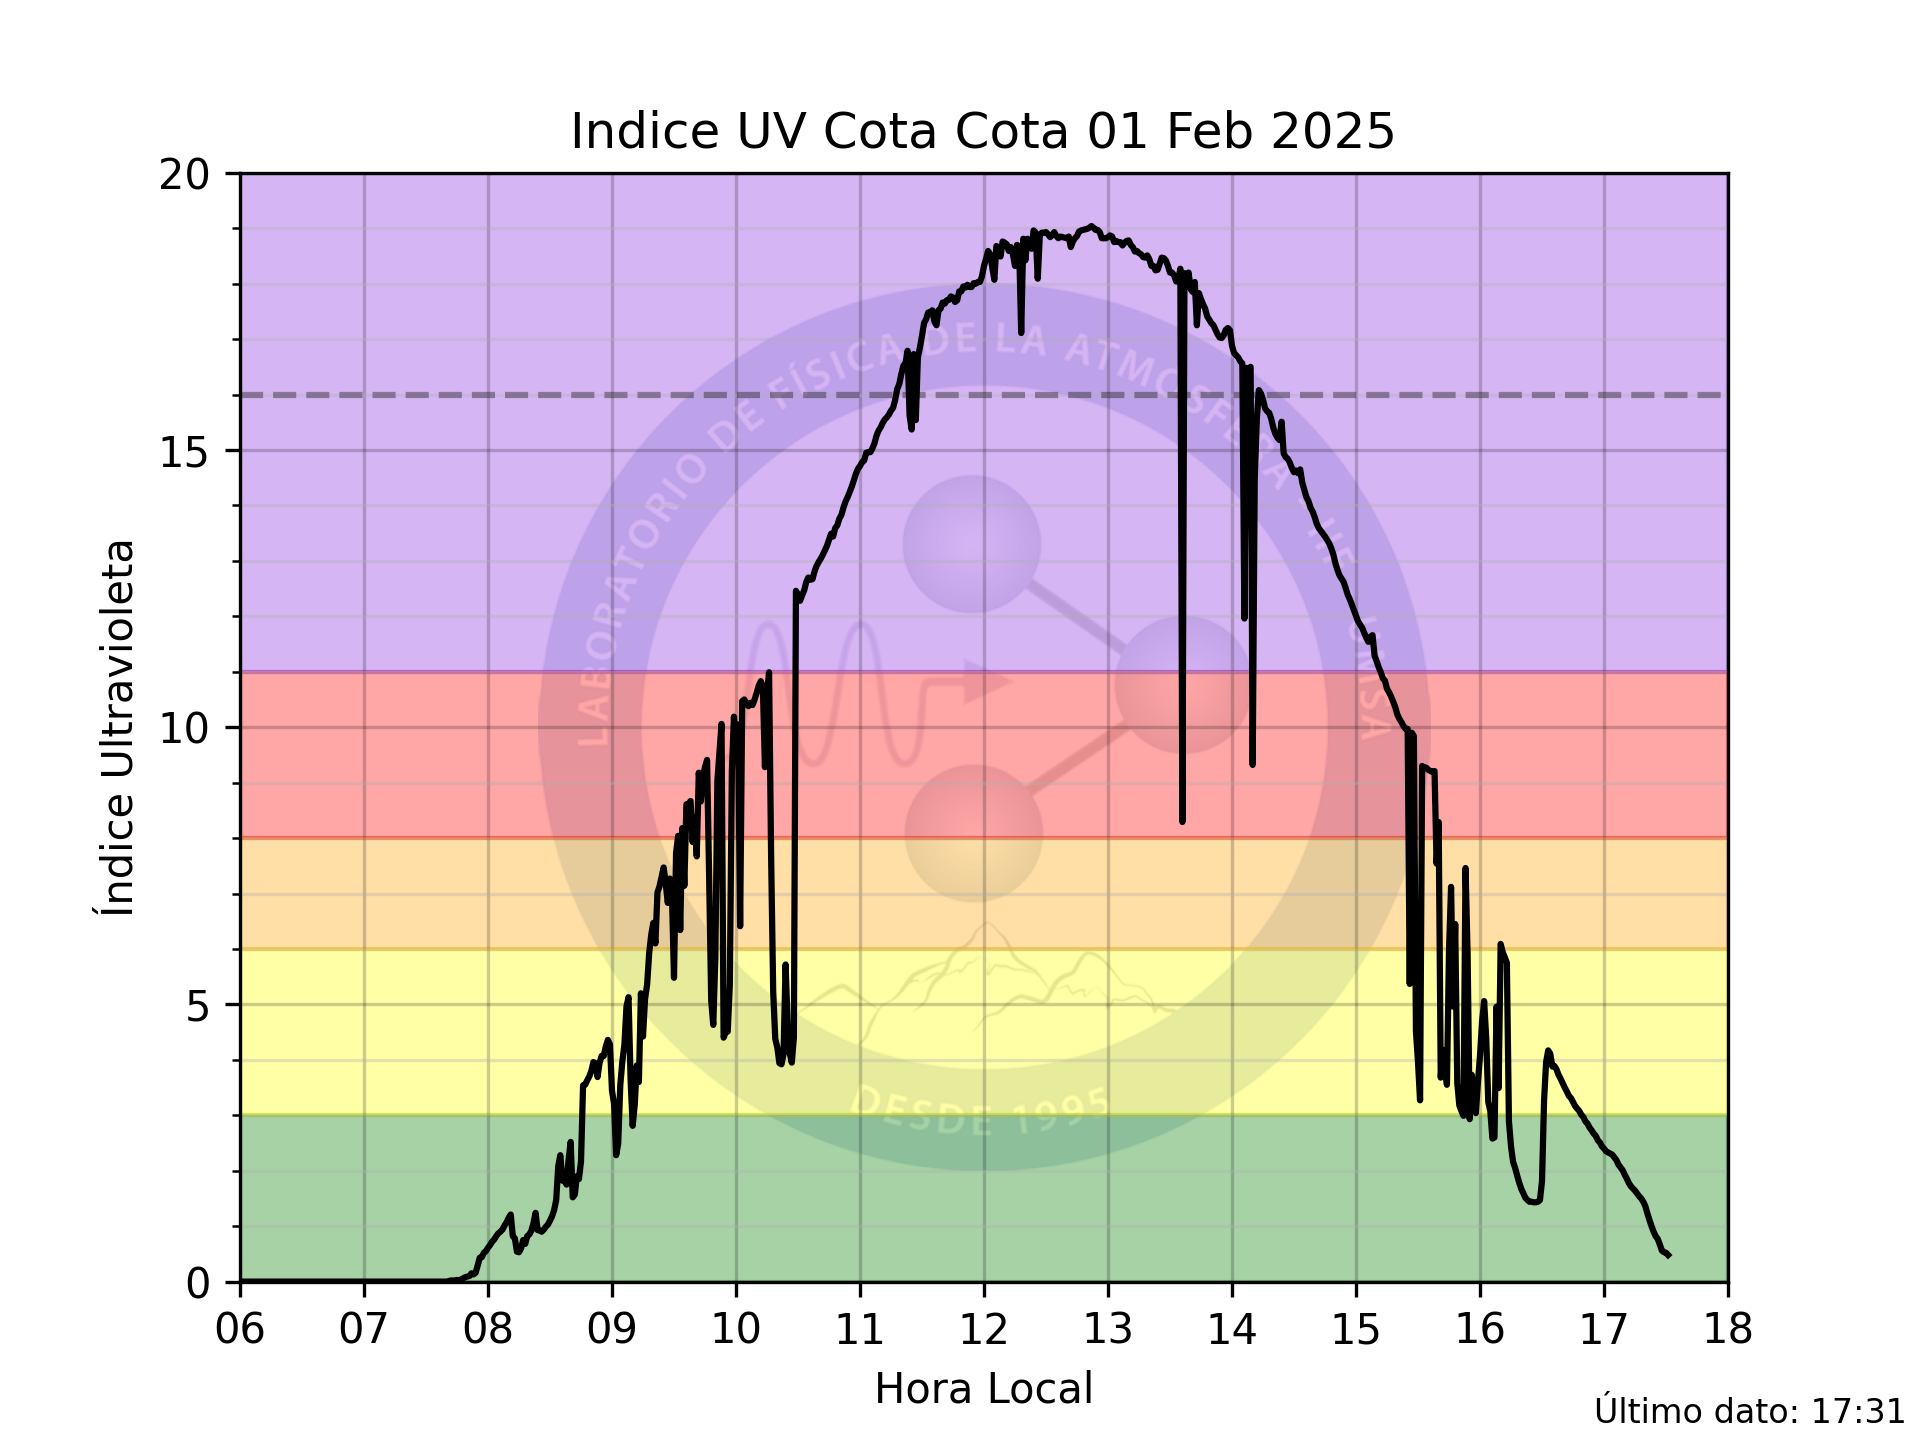 Indice UV Cota Cota 01 Feb 2025
20
15
10
5
0
Índice Ultravioleta
LABORATORIO DE FÍSICA DE LA ATMOSFERA - IIF - UMSA
DESDE 1995
06 07 08 09 10 11 12 13 14 15 16 17 18
Hora Local
Último dato: 17:31